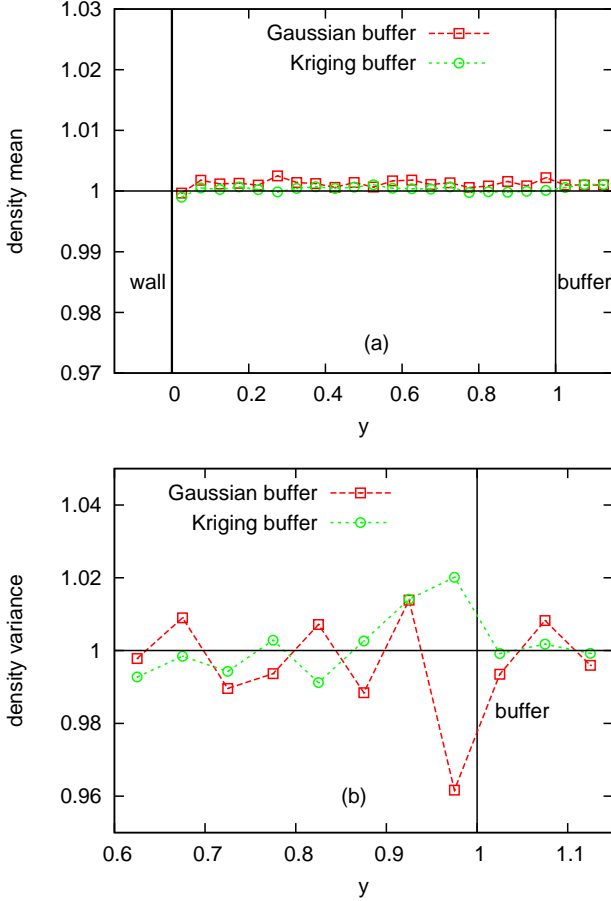 1.03
Gaussian buffer
1.02
Kriging buffer
1.01
density mean
1
0.99
wall
buffer
0.98
(a)
0.97
0
0.2
0.4
0.6
0.8
1
y
Gaussian buffer
1.04
Kriging buffer
1.02
density variance
1
buffer
0.98
(b)
0.96
0.6
0.7
0.8
0.9
1
1.1
y